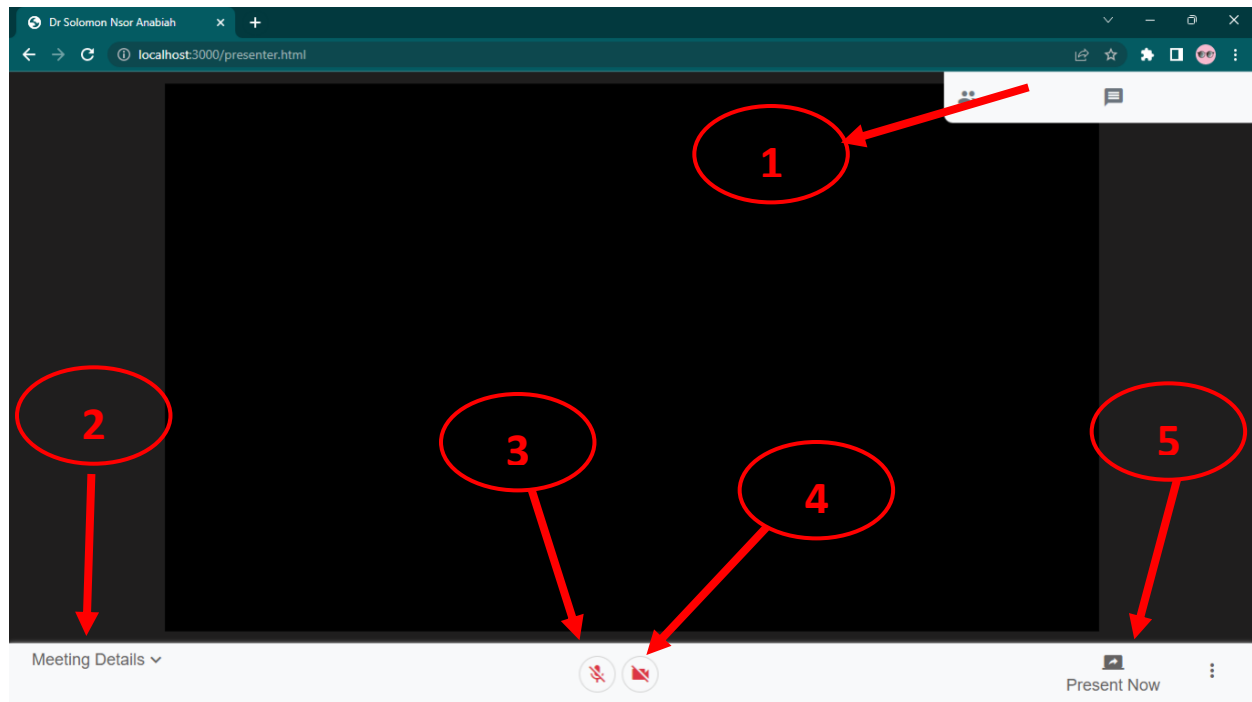 Dr Solomon Nsor Anabiah
localhost:3000/presenter.html
1
2
3
4
5
Meeting Details
Present Now